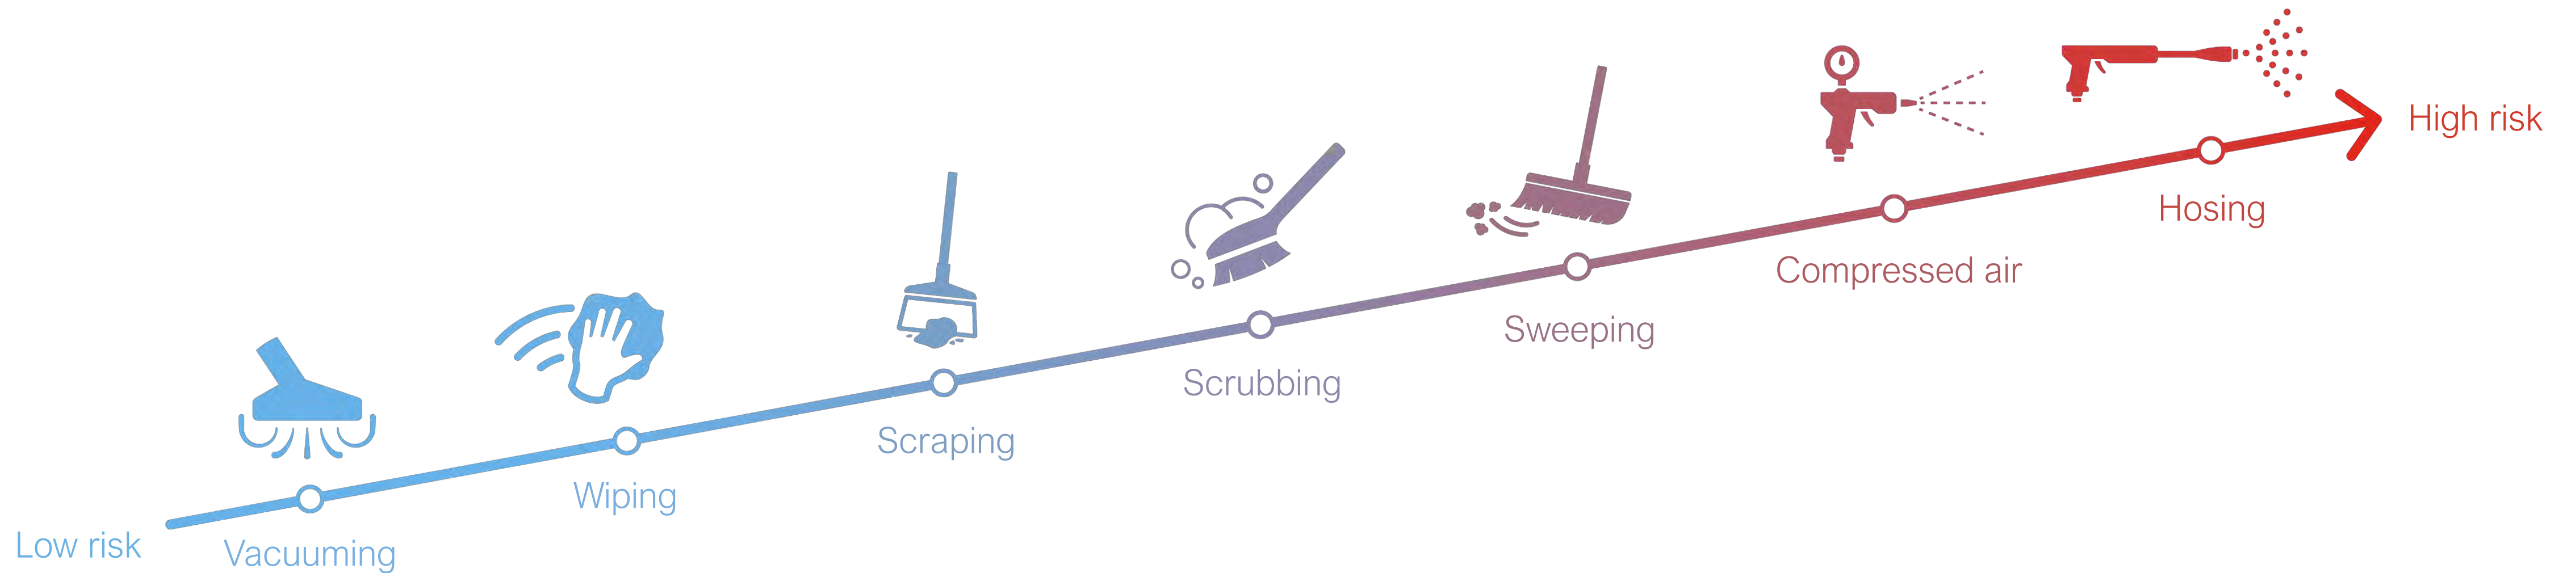 Low risk
Vacuuming
Wiping
Scraping
Scrubbing
Sweeping
Compressed air
Hosing
High risk